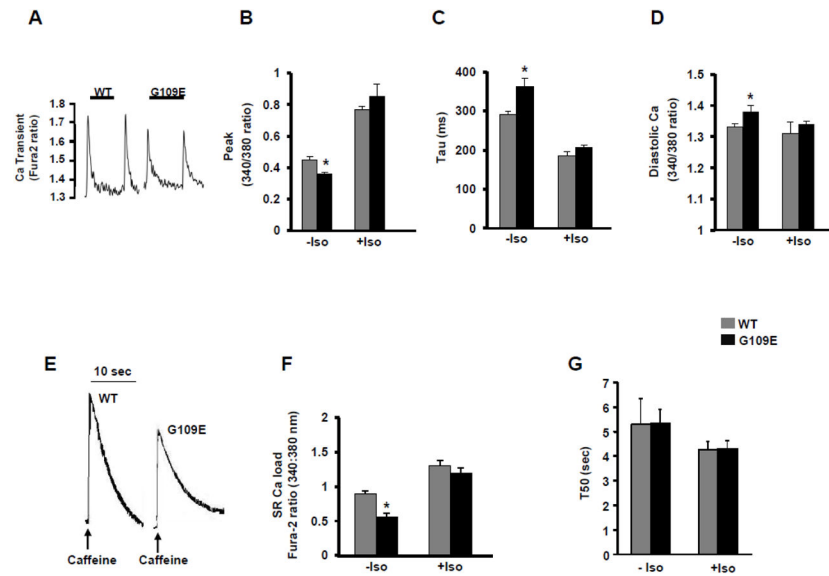 A
WT G109E
Ca Transient
(Fura2 ratio)
1.8
1.7
1.6
1.5
1.4
1.3
B
Peak
(340/380 ratio)
1
0.8
0.6
0.4
0.2
0
*
-Iso +Iso
C
Tau (ms)
400
300
200
100
0
*
-Iso +Iso
D
Diastolic Ca
(340/380 ratio)
1.5
1.4
1.3
1.2
1.1
1
*
-Iso +Iso
WT
G109E
E
10 sec
WT
G109E
Caffeine Caffeine
F
SR Ca load
Fura-2 ratio (340:380 nm)
2
1.5
1
0.5
0
*
-Iso +Iso
G
T50 (sec)
7
6
5
4
3
2
1
0
- Iso +Iso